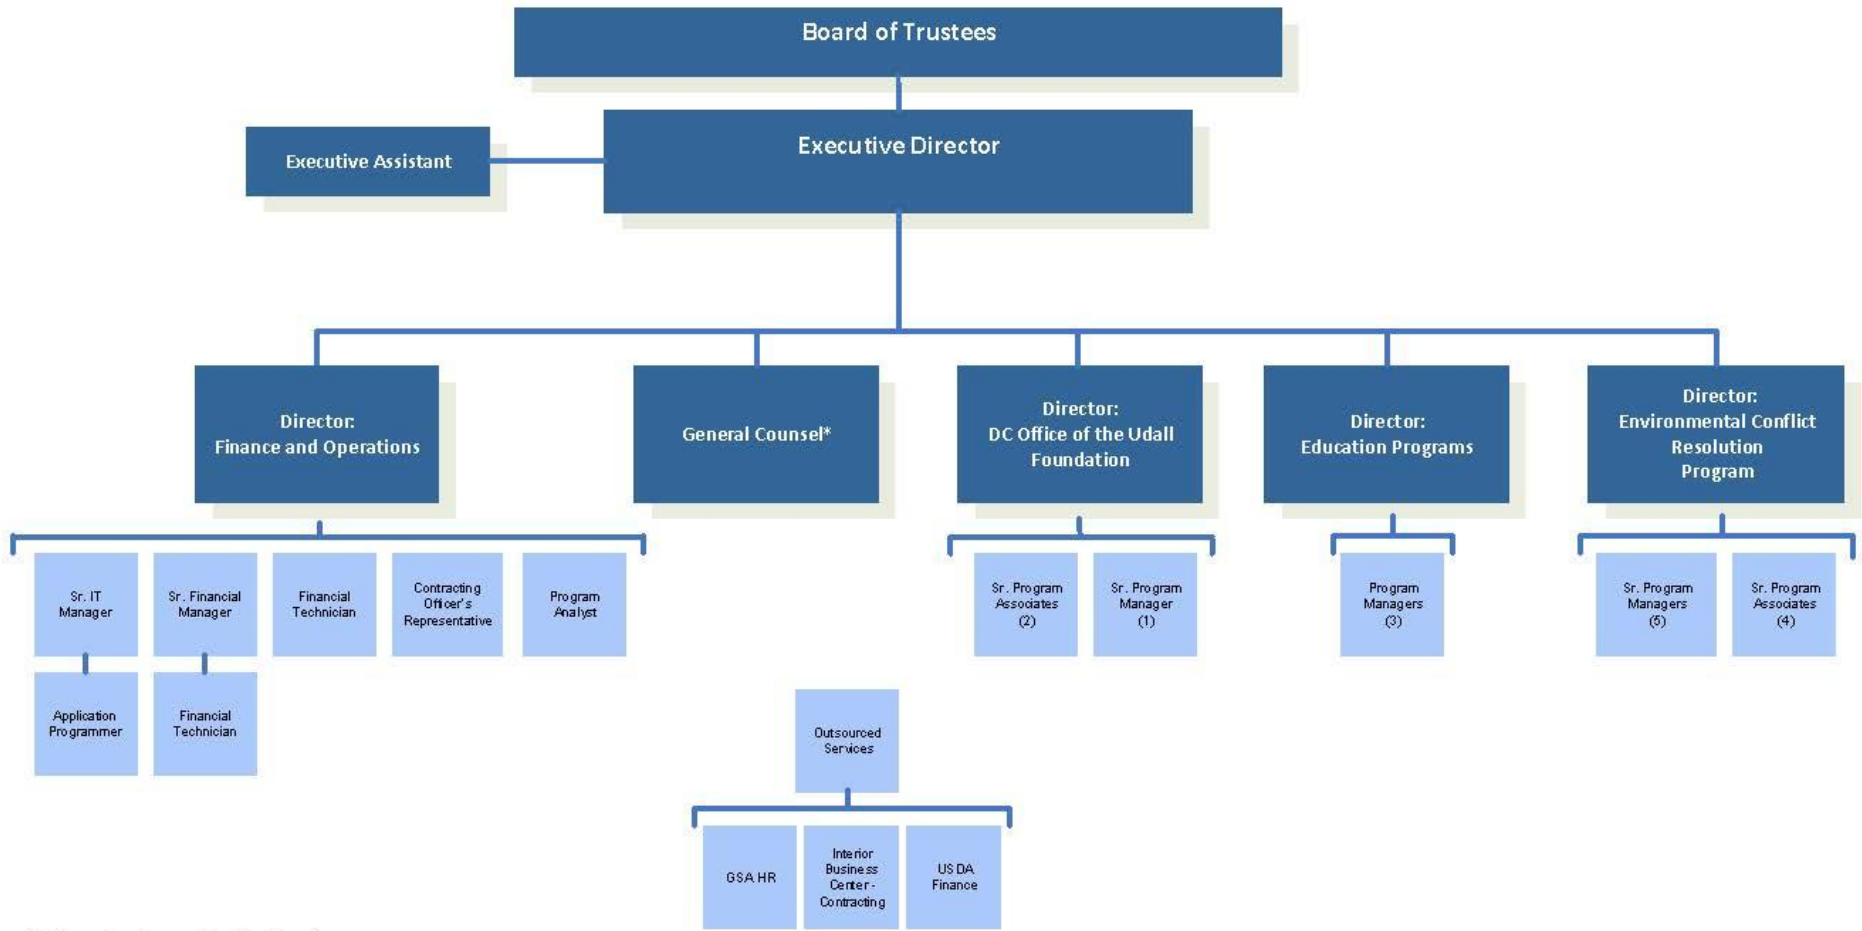 Board of Trustees
Executive Assistant
Executive Director
Director:
Finance and Operations
General Counsel*
Director:
DC Office of the Udall
Foundation
Director:
Education Programs
Director:
Environmental Conflict
Resolution
Program
Sr. IT
Manager
Sr. Financial
Manager
Financial
Technician
Contracting
Officer's
Representative
Program
Analyst
Sr. Program
Associates
(2)
Sr. Program
Manager
(1)
Program
Managers
(3)
Sr. Program
Managers
(5)
Sr. Program
Associates
(4)
Application
Programmer
Financial
Technician
Outsourced
Services
GSA HR
Interior
Business
Center -
Contracting
USDA
Finance